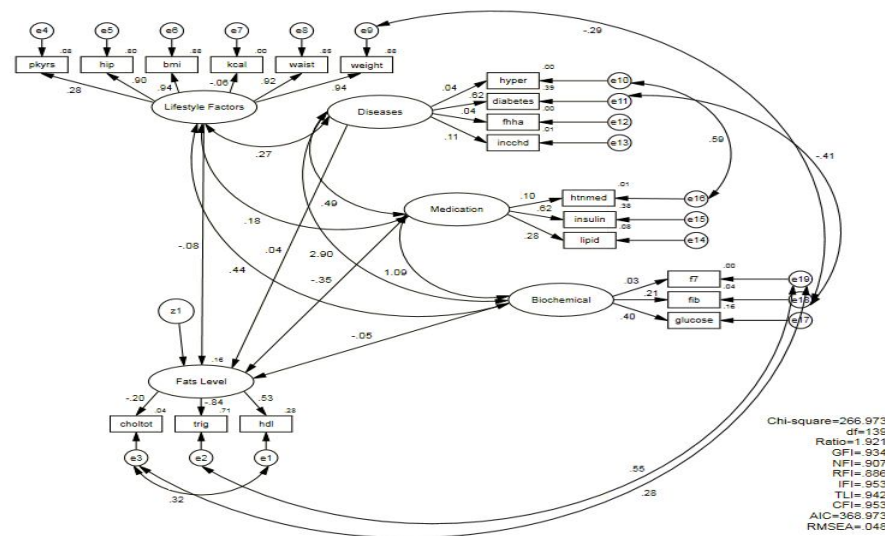 e4 e5 e6 e7 e8 e9
.08 .80 .88 .00 .85 .88
pkyrs hip bmi kcal waist weight
.28 .90 .94 -.06 .92 .94
Lifestyle Factors
-.29
.00
hyper e10
.04 .39
.62 diabetes e11
Diseases .04 .00
fhha e12
.11 .01
incchd e13
.27
.59
-.41
.01
.10 htnmed e16
Medication .62 .38
insulin e15
.28 .08
lipid e14
.49
.18
-.08 .04 2.90
.44 -.35 1.09
.00
.03 f7 e19
Biochemical .21 .04
fib e18
.40 .16
glucose e17
z1
-.05
.16
Fats Level
-.20 -.84 .53
.04 .71 .28
choltot trig hdl
e3 e2 e1
.32
.55
.28
Chi-square=266.973
df=139
Ratio=1.921
GFI=.934
NFI=.907
RFI=.886
IFI=.953
TLI=.942
CFI=.953
AIC=368.973
RMSEA=.048